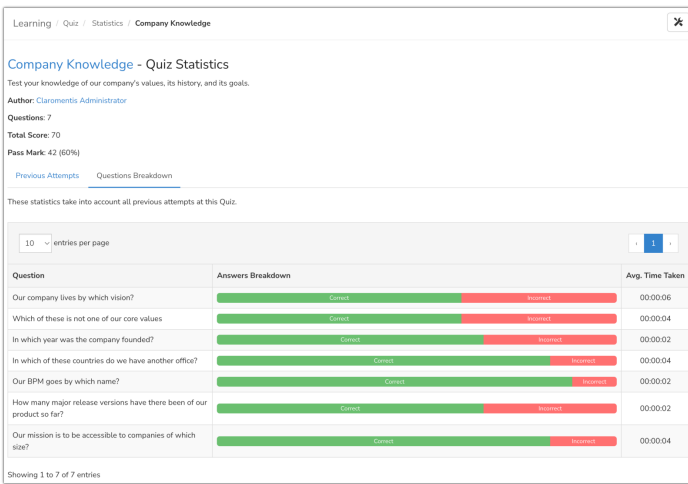 Learning / Quiz / Statistics / Company Knowledge
Company Knowledge - Quiz Statistics
Test your knowledge of our company's values, its history, and its goals.
Author: Claromentis Administrator
Questions: 7
Total Score: 70
Pass Mark: 42 (60%)
Previous Attempts Questions Breakdown
These statistics take into account all previous attempts at this Quiz.
10 entries per page ‹ 1 ›
Question Answers Breakdown Avg. Time Taken
Our company lives by which vision? Correct Incorrect 00:00:06
Which of these is not one of our core values Correct Incorrect 00:00:04
In which year was the company founded? Correct Incorrect 00:00:02
In which of these countries do we have another office? Correct Incorrect 00:00:04
Our BPM goes by which name? Correct Incorrect 00:00:02
How many major release versions have there been of our
product so far? Correct Incorrect 00:00:02
Our mission is to be accessible to companies of which
size? Correct Incorrect 00:00:04
Showing 1 to 7 of 7 entries